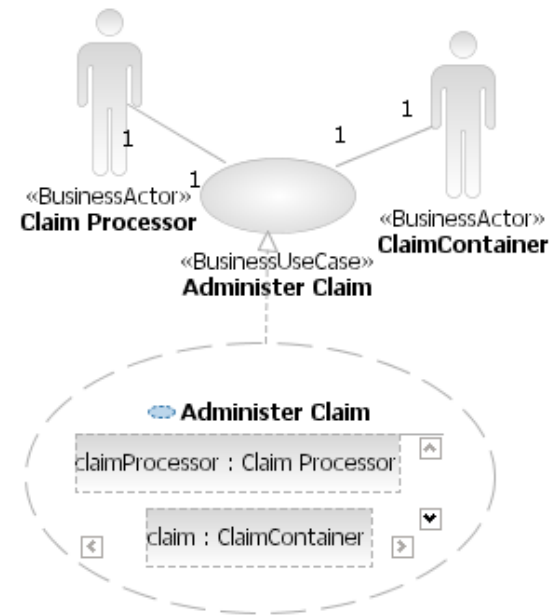 1
1
1
1
«BusinessActor»
Claim Processor
«BusinessActor»
ClaimContainer
«BusinessUseCase»
Administer Claim
Administer Claim
claimProcessor : Claim Processor
claim : ClaimContainer